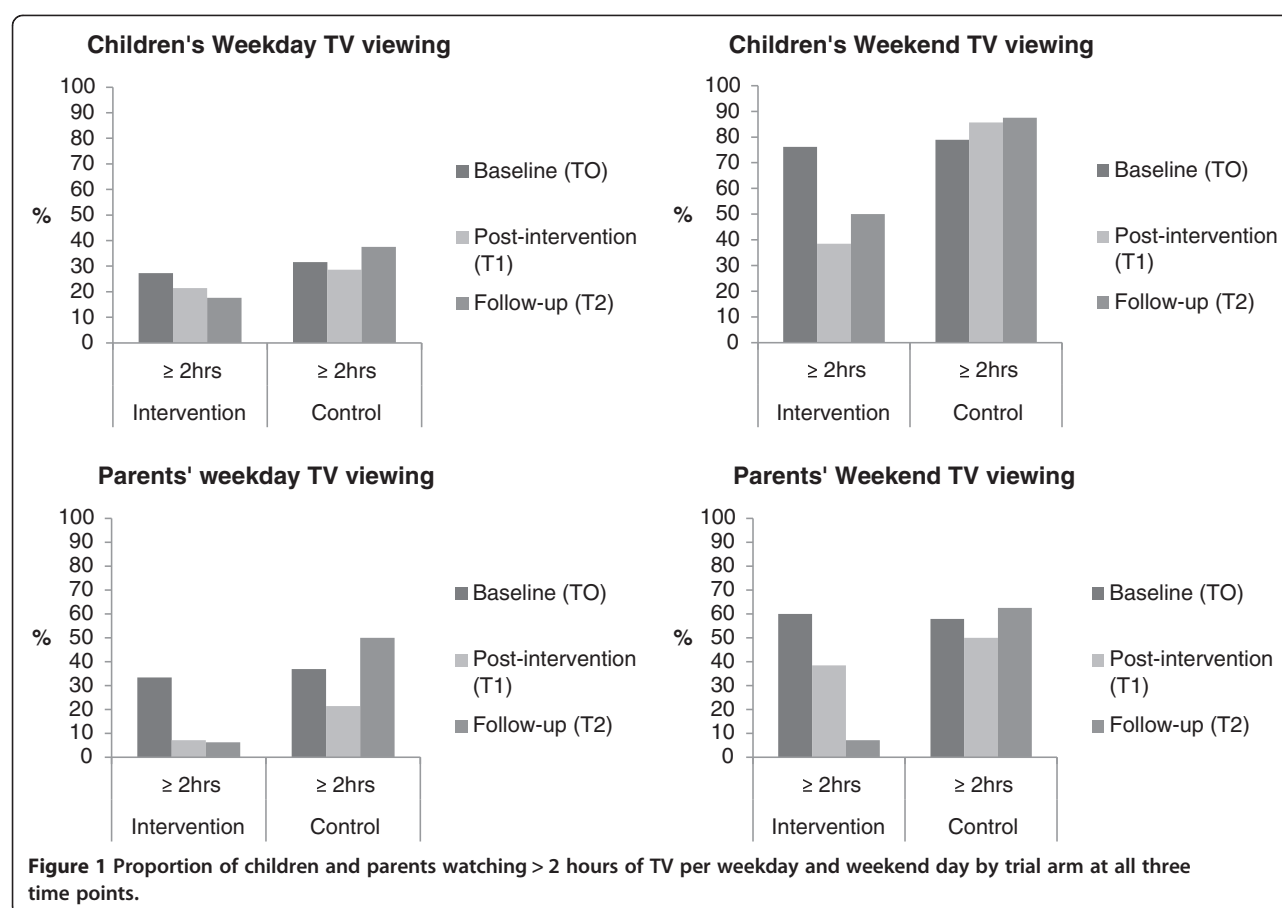 Children's Weekday TV viewing
100
90
80
70
60
50
40
30
20
10
0
%
≥ 2hrs
≥ 2hrs
Intervention
Control
Baseline (TO)
Post-intervention
(T1)
Follow-up (T2)
Children's Weekend TV viewing
100
90
80
70
60
50
40
30
20
10
0
%
≥ 2hrs
≥ 2hrs
Intervention
Control
Baseline (TO)
Post-intervention
(T1)
Follow-up (T2)
Parents' weekday TV viewing
100
90
80
70
60
50
40
30
20
10
0
%
≥ 2hrs
≥ 2hrs
Intervention
Control
Baseline (TO)
Post-intervention
(T1)
Follow-up (T2)
Parents' Weekend TV viewing
100
90
80
70
60
50
40
30
20
10
0
%
≥ 2hrs
≥ 2hrs
Intervention
Control
Baseline (TO)
Post-intervention
(T1)
Follow-up (T2)
Figure 1 Proportion of children and parents watching > 2 hours of TV per weekday and weekend day by trial arm at all three
time points.